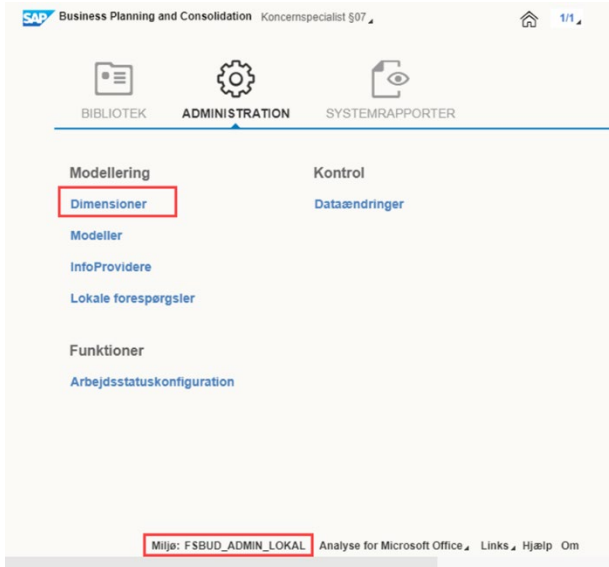 SAP Business Planning and Consolidation Koncernspecialist §07 1/1
BIBLIOTEK ADMINISTRATION SYSTEMRAPPORTER
Modellering Kontrol
Dimensioner Dataændringer
Modeller
InfoProvidere
Lokale forespørgsler
Funktioner
Arbejdsstatuskonfiguration
Miljø: FSBUD_ADMIN_LOKAL Analyse for Microsoft Office Links Hjælp Om